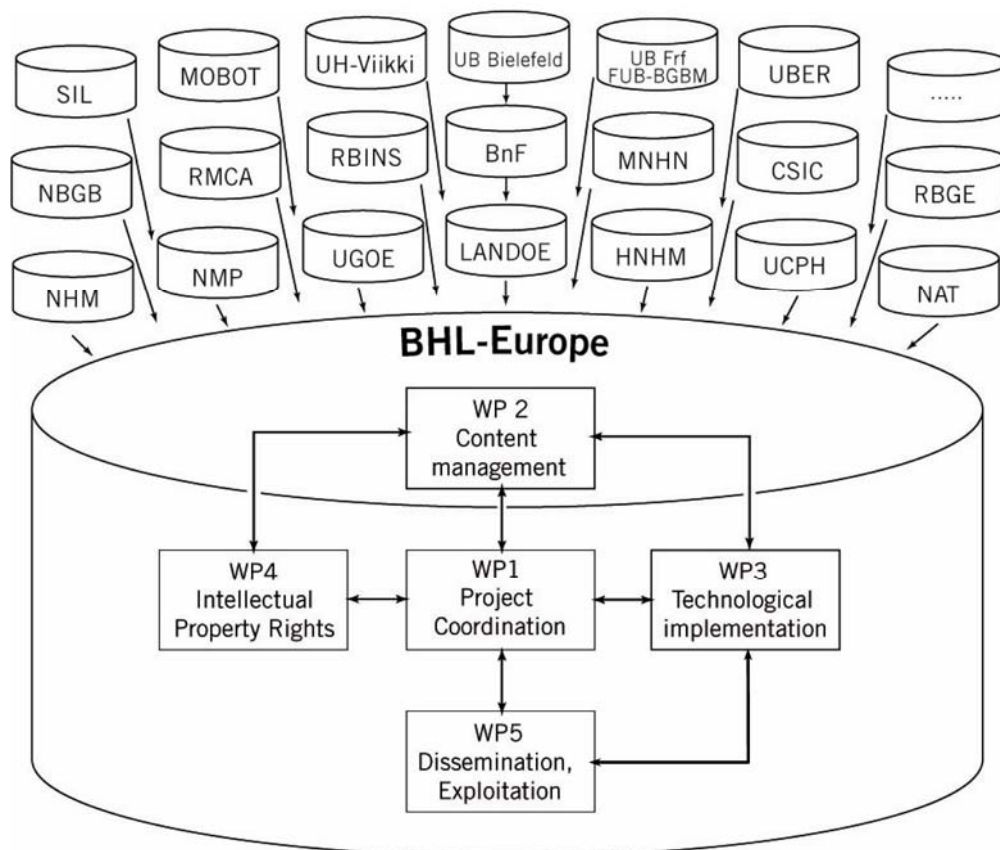 SIL
MOBOT
UH-Viikki
UB Bielefeld
UB Frf
FUB-BGBM
UBER
.....
NBGB
RMCA
RBINS
BnF
MNHN
CSIC
RBGE
NHM
NMP
UGOE
LANDOE
HNHM
UCPH
NAT
BHL-Europe
WP 2
Content
management
WP4
Intellectual
Property Rights
WP1
Project
Coordination
WP3
Technological
implementation
WP5
Dissemination,
Exploitation